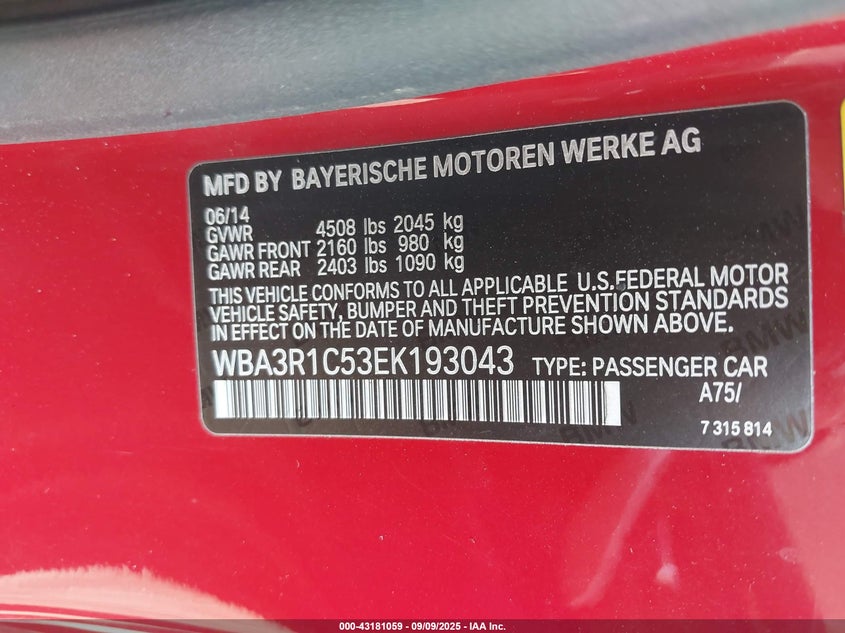 MFD BY BAYERISCHE MOTOREN WERKE AG
06/14
GVWR 4508 lbs 2045 kg
GAWR FRONT 2160 lbs 980 kg
GAWR REAR 2403 lbs 1090 kg
THIS VEHICLE CONFORMS TO ALL APPLICABLE U.S.FEDERAL MOTOR
VEHICLE SAFETY, BUMPER AND THEFT PREVENTION STANDARDS
IN EFFECT ON THE DATE OF MANUFACTURE SHOWN ABOVE.
WBA3R1C53EK193043 TYPE: PASSENGER CAR
A75/
7 315 814
000-43181059 - 09/09/2025 - IAA Inc.